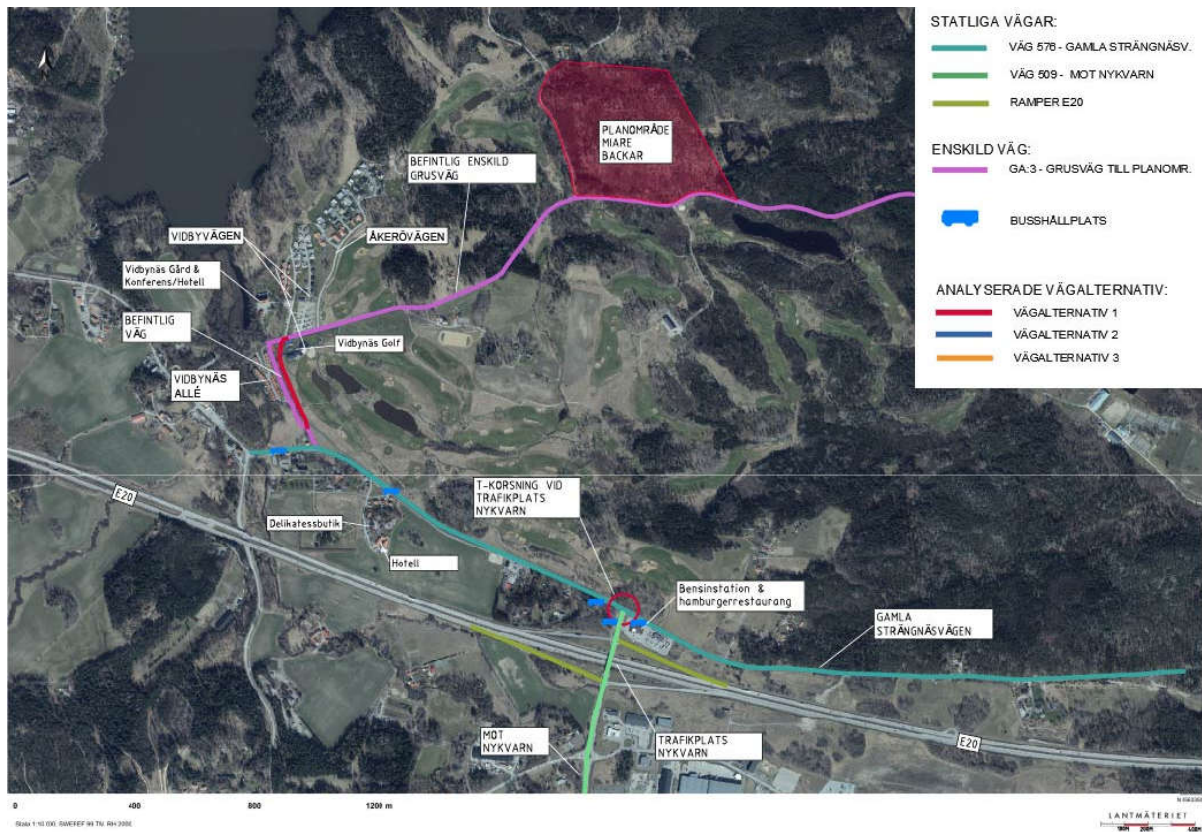 STATLIGA VÄGAR:
VÄG 576 - GAMLA STRÄNGNÄSV.
VÄG 509 - MOT NYKVARN
RAMPER E20
ENSKILD VÄG:
GA:3 - GRUSVÄG TILL PLANOMR.
BUSSHÅLLPLATS
ANALYSERADE VÄGALTERNATIV:
VÄGALTERNATIV 1
VÄGALTERNATIV 2
VÄGALTERNATIV 3
PLANOMRÅDE
MIARE
BACKAR
BEFINTLIG ENSKILD
GRUSVÄG
VIDBYVÄGEN
ÅKERÖVÄGEN
Vidbynäs Gård &
Konferens/Hotell
BEFINTLIG
VÄG
Vidbynäs Golf
VIDBYNÄS
ALLÉ
E20
T-KORSNING VID
TRAFIKPLATS
NYKVARN
Delikatessbutik
Hotell
Bensinstation &
hamburgerrestaurang
GAMLA
STRÄNGNÄSVÄGEN
MOT
NYKVARN
TRAFIKPLATS
NYKVARN
E20
0 400 800 1200 m
LANTMÄTERIET